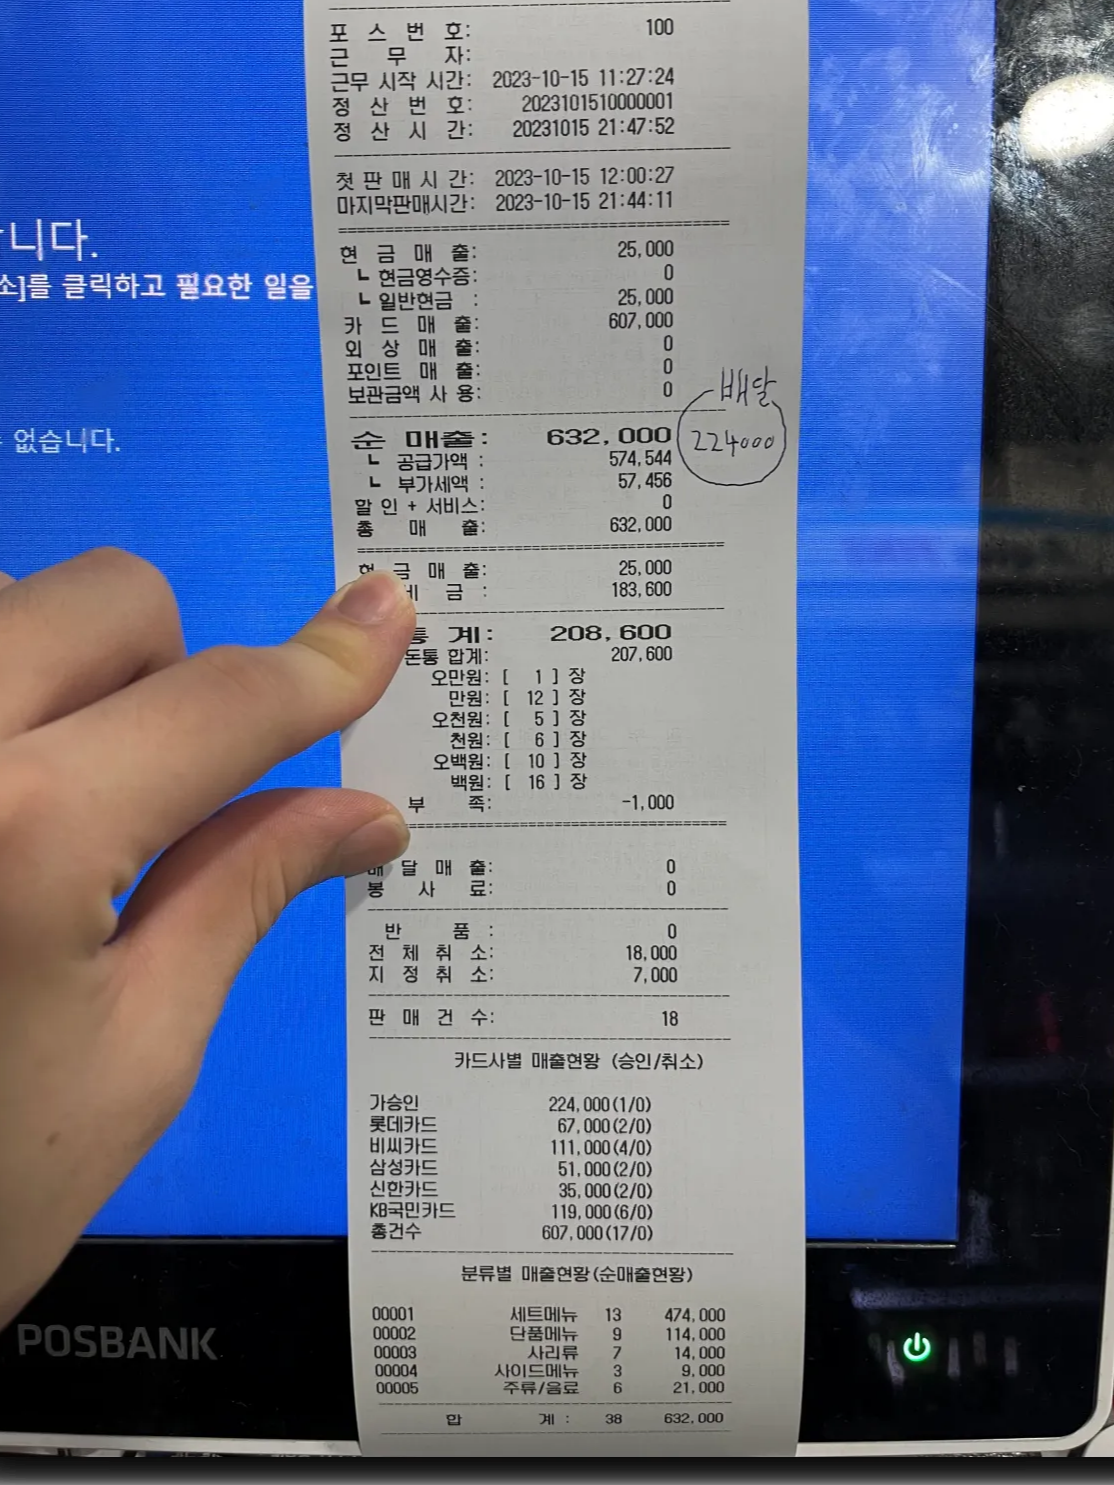 포 스 번 호: 100
근 무 자:
근무 시작 시간: 2023-10-15 11:27:24
정 산 번 호: 2023101510000001
정 산 시 간: 20231015 21:47:52
첫 판 매 시 간: 2023-10-15 12:00:27
마지막판매시간: 2023-10-15 21:44:11
현 금 매 출: 25,000
┗ 현금영수증: 0
┗ 일반현금 : 25,000
카 드 매 출: 607,000
외 상 매 출: 0
포인트 매 출: 0
보관금액 사 용: 0
배달
순 매출: 632,000
224000
┗ 공급가액 : 574,544
┗ 부가세액 : 57,456
할 인 + 서비스: 0
총 매 출: 632,000
현 금 매 출: 25,000
금 : 183,600
통 계: 208,600
돈통 합계: 207,600
오만원: [ 1 ] 장
만원: [ 12 ] 장
오천원: [ 5 ] 장
천원: [ 6 ] 장
오백원: [ 10 ] 장
백원: [ 16 ] 장
부 족: -1,000
배 달 매 출: 0
봉 사 료: 0
반 품 : 0
전 체 취 소: 18,000
지 정 취 소: 7,000
판 매 건 수: 18
카드사별 매출현황 (승인/취소)
가승인 224,000(1/0)
롯데카드 67,000(2/0)
비씨카드 111,000(4/0)
삼성카드 51,000(2/0)
신한카드 35,000(2/0)
KB국민카드 119,000(6/0)
총건수 607,000(17/0)
분류별 매출현황(순매출현황)
00001 세트메뉴 13 474,000
00002 단품메뉴 9 114,000
00003 사리류 7 14,000
00004 사이드메뉴 3 9,000
00005 주류/음료 6 21,000
합 계 : 38 632,000
니다.
소]를 클릭하고 필요한 일을
없습니다.
POSBANK